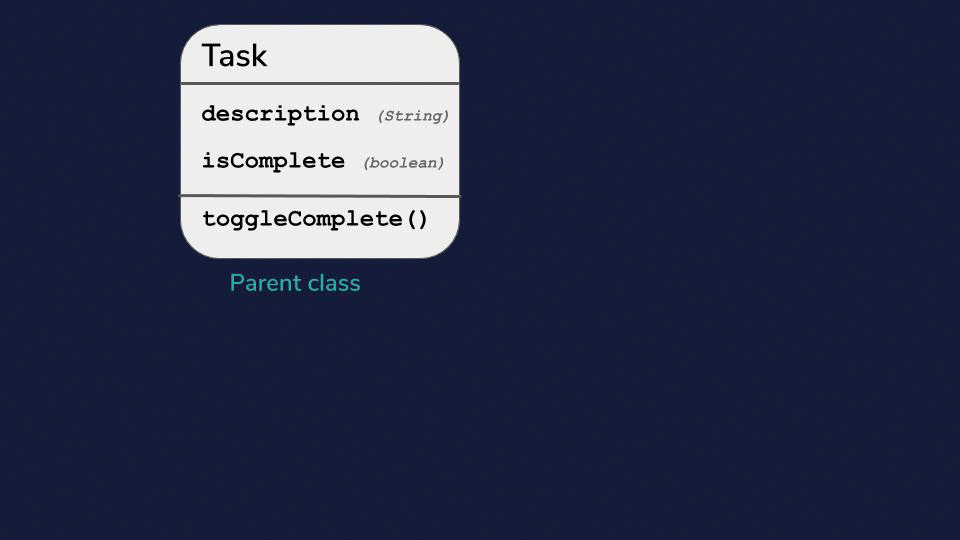 Task
description (String)
isComplete (boolean)
toggleComplete()
Parent class